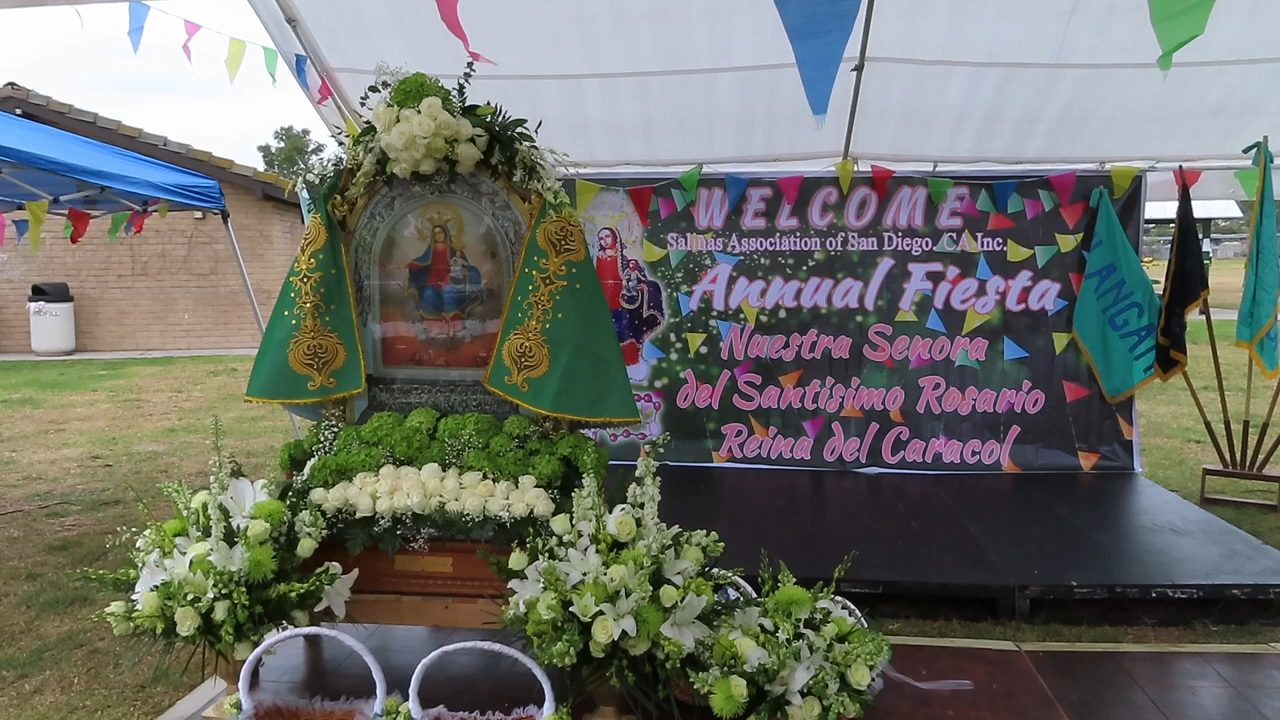 WELCOME
Salinas Association of San Diego, CA Inc.
Annual Fiesta
Nuestra Senora
del Santisimo Rosario
Reina del Caracol